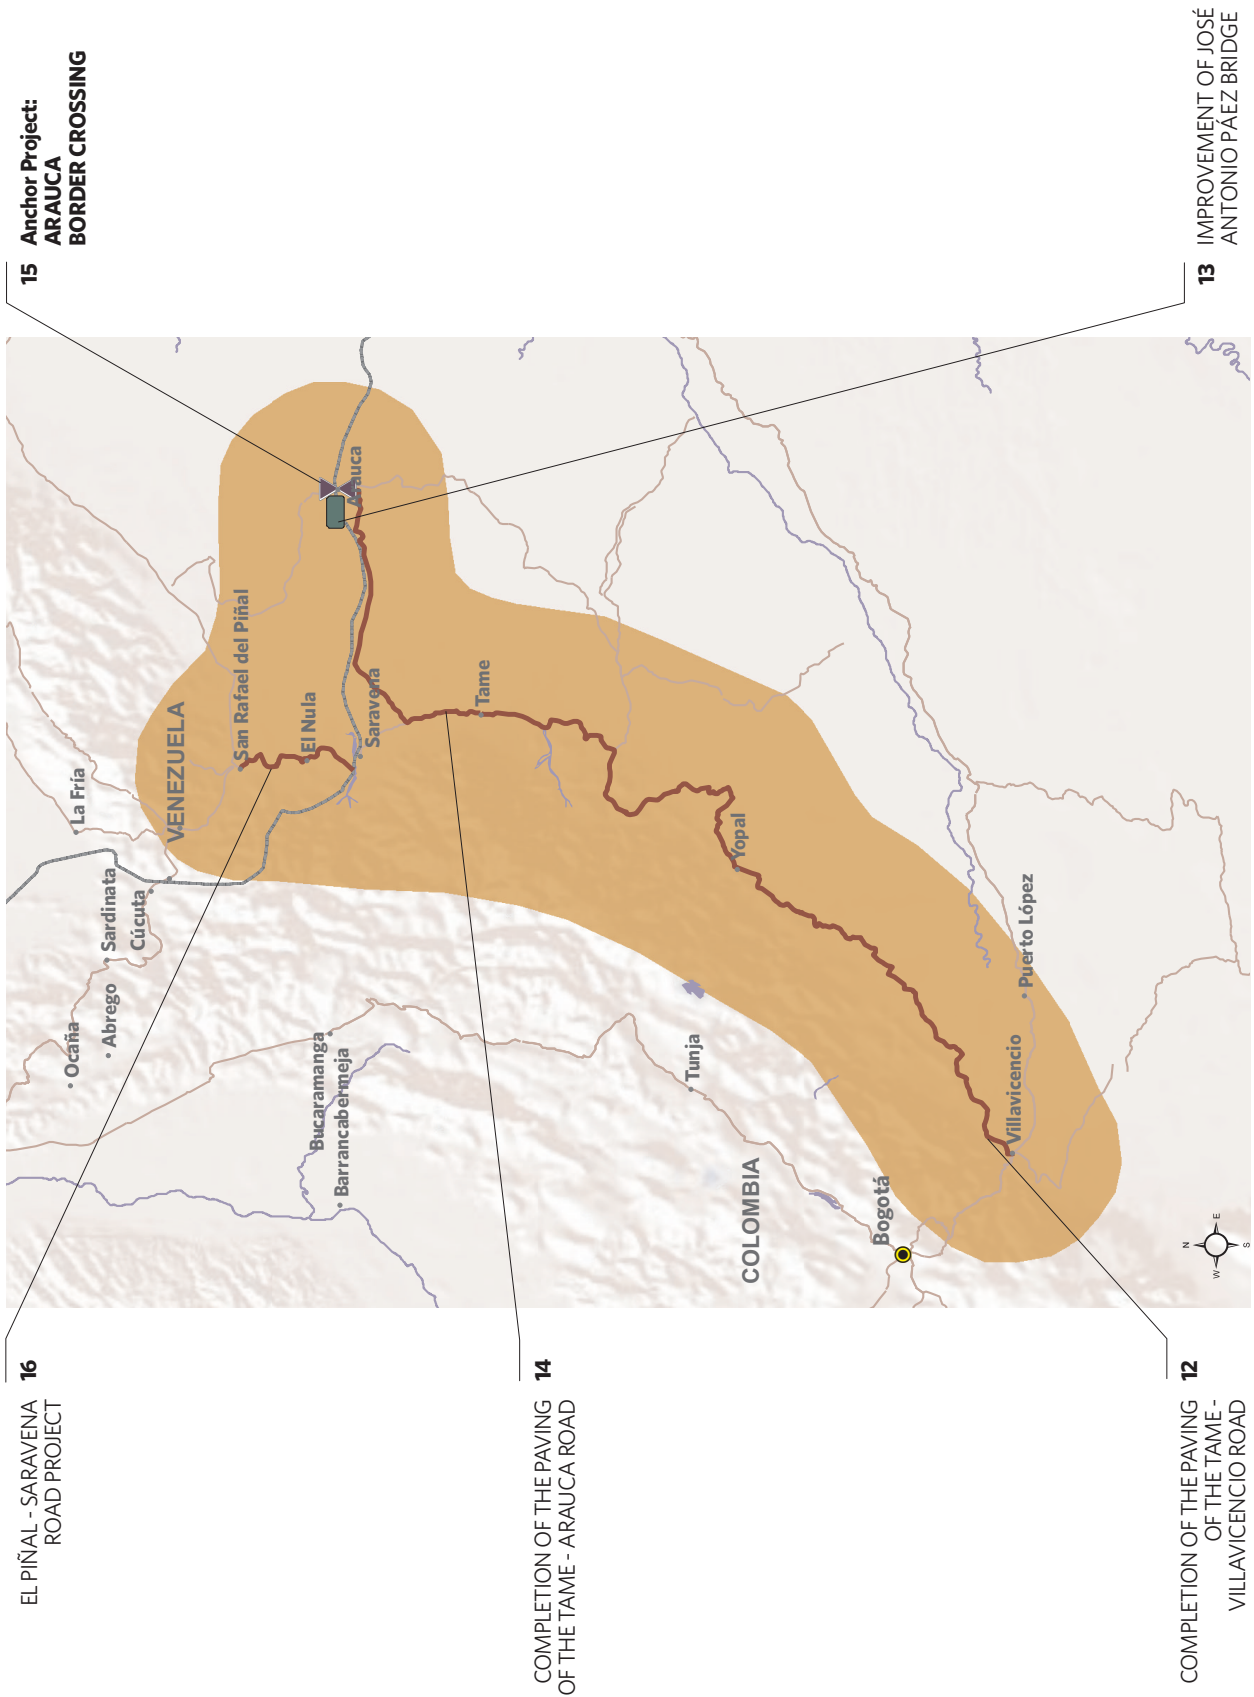 15 Anchor Project:
ARAUCA
BORDER CROSSING
13 IMPROVEMENT OF JOSÉ
ANTONIO PÁEZ BRIDGE
VENEZUELA
La Fría
San Rafael del Piñal
El Nula
Saravena
Arauca
Tame
Yopal
Ocaña
Abrego
Sardinata
Cúcuta
Bucaramanga
Barrancabermeja
Tunja
COLOMBIA
Bogotá
Villavicencio
Puerto López
N
E
S
W
EL PIÑAL - SARAVENA 16
ROAD PROJECT
COMPLETION OF THE PAVING 14
OF THE TAME - ARAUCA ROAD
COMPLETION OF THE PAVING 12
OF THE TAME -
VILLAVICENCIO ROAD